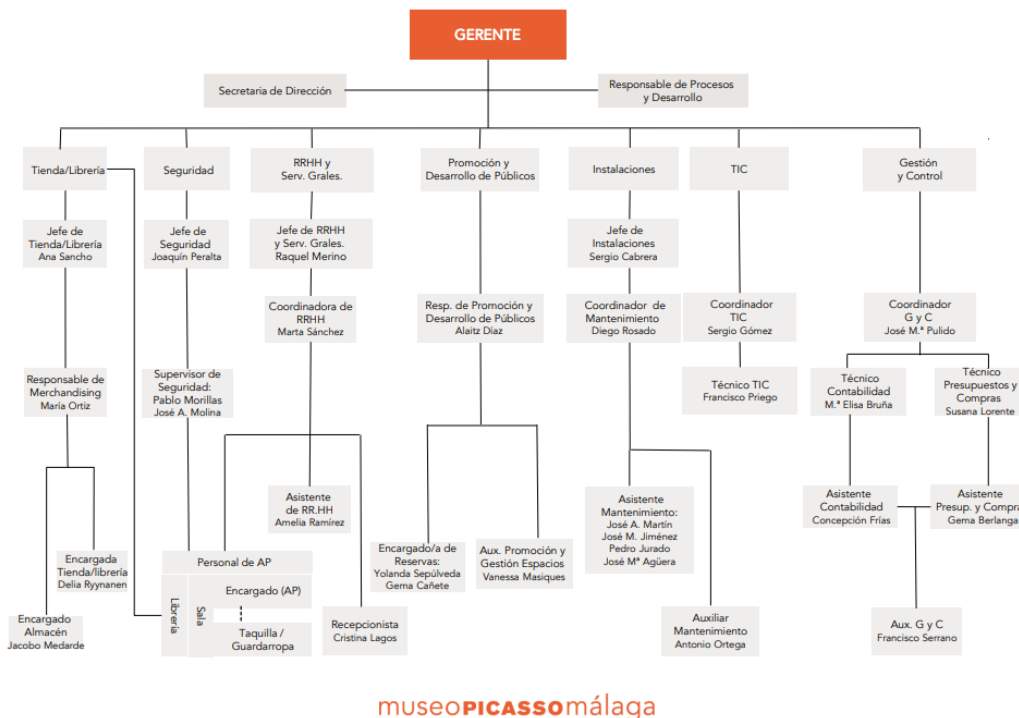 GERENTE
Secretaria de Dirección
Responsable de Procesos
y Desarrollo
Tienda/Librería
Seguridad
RRHH y
Serv. Grales.
Promoción y
Desarrollo de Públicos
Instalaciones
TIC
Gestión
y Control
Jefe de
Tienda/Librería
Ana Sancho
Jefe de
Seguridad
Joaquín Peralta
Jefe de RRHH
y Serv. Grales.
Raquel Merino
Jefe de
Instalaciones
Sergio Cabrera
Coordinadora de
RRHH
Marta Sánchez
Resp. de Promoción y
Desarrollo de Públicos
Alaitz Díaz
Coordinador de
Mantenimiento
Diego Rosado
Coordinador
TIC
Sergio Gómez
Coordinador
G y C
José M.ª Pulido
Responsable de
Merchandising
María Ortiz
Supervisor de
Seguridad:
Pablo Morillas
José A. Molina
Técnico TIC
Francisco Priego
Técnico
Contabilidad
M.ª Elisa Bruña
Técnico
Presupuestos y
Compras
Susana Lorente
Asistente
de RR.HH
Amelia Ramírez
Asistente
Mantenimiento:
José A. Martín
José M. Jiménez
Pedro Jurado
José Mª Agüera
Asistente
Contabilidad
Concepción Frías
Asistente
Presup. y Compra
Gema Berlanga
Encargada
Tienda/librería
Delia Ryynanen
Personal de AP
Librería
Sala
Encargado (AP)
Taquilla /
Guardarropa
Encargado/a de
Reservas:
Yolanda Sepúlveda
Gema Cañete
Aux. Promoción y
Gestión Espacios
Vanessa Masiques
Encargado
Almacén
Jacobo Medarde
Recepcionista
Cristina Lagos
Auxiliar
Mantenimiento
Antonio Ortega
Aux. G y C
Francisco Serrano
museoPICASSOmálaga